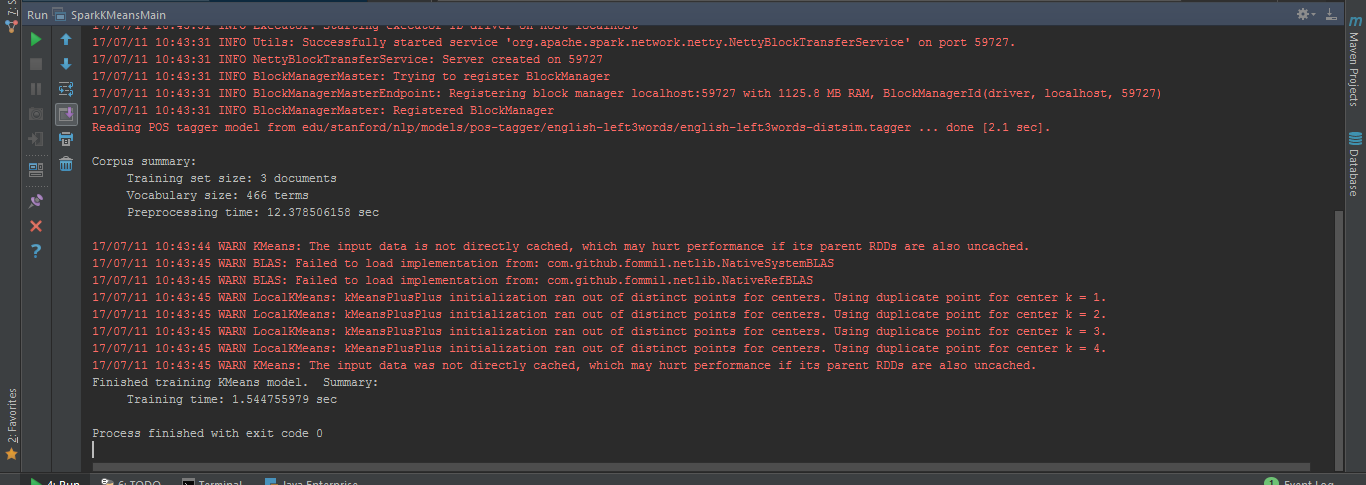 Run SparkKMeansMain
17/07/11 10:43:31 INFO Executor: Starting executor ID driver on host localhost
17/07/11 10:43:31 INFO Utils: Successfully started service 'org.apache.spark.network.netty.NettyBlockTransferService' on port 59727.
17/07/11 10:43:31 INFO NettyBlockTransferService: Server created on 59727
17/07/11 10:43:31 INFO BlockManagerMaster: Trying to register BlockManager
17/07/11 10:43:31 INFO BlockManagerMasterEndpoint: Registering block manager localhost:59727 with 1125.8 MB RAM, BlockManagerId(driver, localhost, 59727)
17/07/11 10:43:31 INFO BlockManagerMaster: Registered BlockManager
Reading POS tagger model from edu/stanford/nlp/models/pos-tagger/english-left3words/english-left3words-distsim.tagger ... done [2.1 sec].
Corpus summary:
Training set size: 3 documents
Vocabulary size: 466 terms
Preprocessing time: 12.378506158 sec
17/07/11 10:43:44 WARN KMeans: The input data is not directly cached, which may hurt performance if its parent RDDs are also uncached.
17/07/11 10:43:45 WARN BLAS: Failed to load implementation from: com.github.fommil.netlib.NativeSystemBLAS
17/07/11 10:43:45 WARN BLAS: Failed to load implementation from: com.github.fommil.netlib.NativeRefBLAS
17/07/11 10:43:45 WARN LocalKMeans: kMeansPlusPlus initialization ran out of distinct points for centers. Using duplicate point for center k = 1.
17/07/11 10:43:45 WARN LocalKMeans: kMeansPlusPlus initialization ran out of distinct points for centers. Using duplicate point for center k = 2.
17/07/11 10:43:45 WARN LocalKMeans: kMeansPlusPlus initialization ran out of distinct points for centers. Using duplicate point for center k = 3.
17/07/11 10:43:45 WARN LocalKMeans: kMeansPlusPlus initialization ran out of distinct points for centers. Using duplicate point for center k = 4.
17/07/11 10:43:45 WARN KMeans: The input data was not directly cached, which may hurt performance if its parent RDDs are also uncached.
Finished training KMeans model.  Summary:
Training time: 1.544755979 sec
Process finished with exit code 0
2: Favorites
Maven Projects
Database
4: Run
6: TODO
Terminal
Java Enterprise
1 Event Log